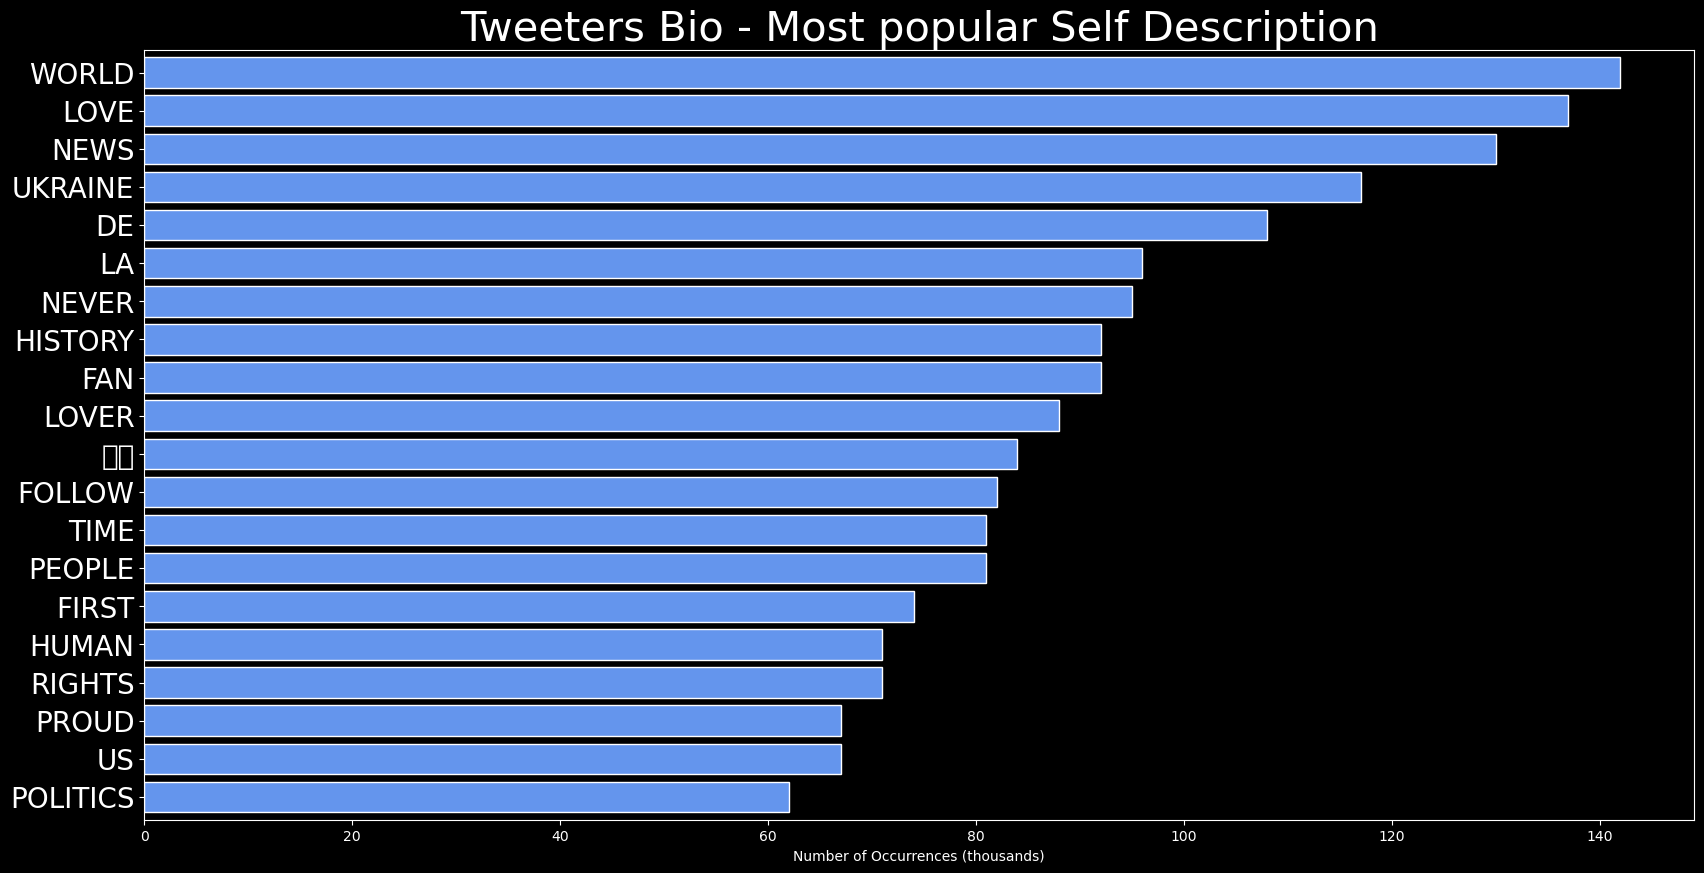 Tweeters Bio - Most popular Self Description
WORLD
LOVE
NEWS
UKRAINE
DE
LA
NEVER
HISTORY
FAN
LOVER
FOLLOW
TIME
PEOPLE
FIRST
HUMAN
RIGHTS
PROUD
US
POLITICS
0 20 40 60 80 100 120 140
Number of Occurrences (thousands)